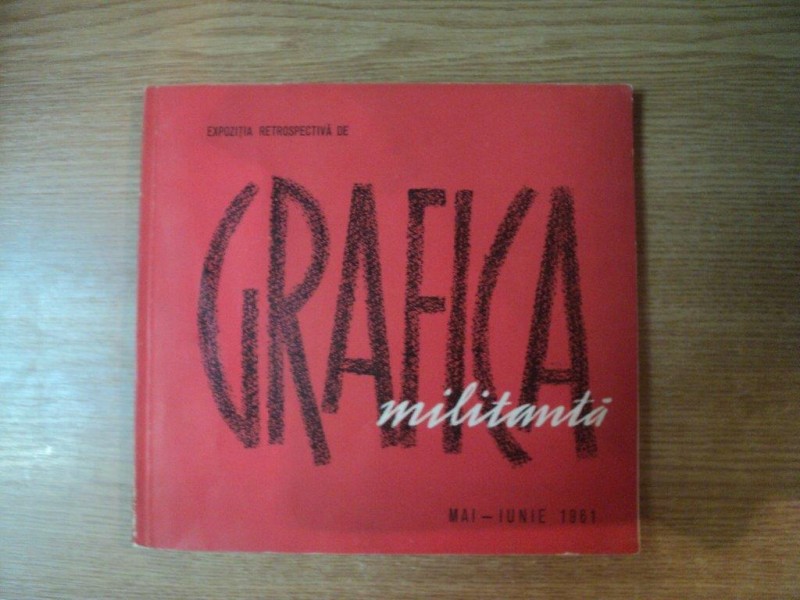 EXPOZIȚIA RETROSPECTIVĂ DE
GRAFICA
militantă
MAI — IUNIE 1961